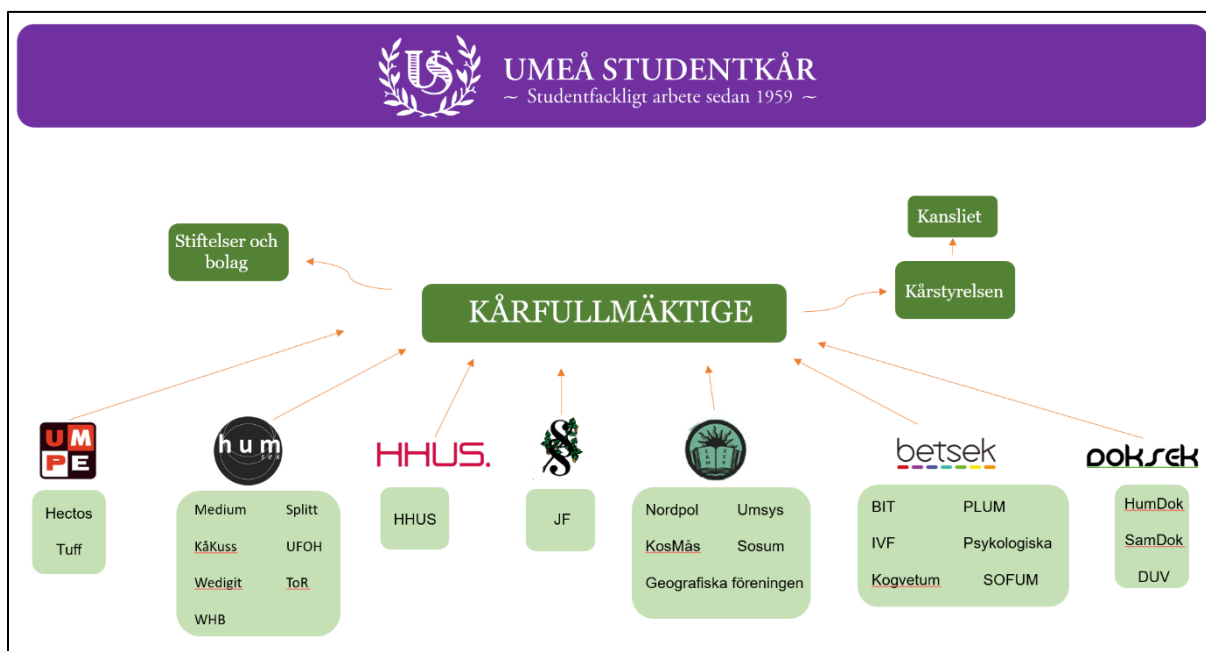 US
UMEÅ STUDENTKÅR
~ Studentfackligt arbete sedan 1959 ~
Kansliet
Stiftelser och
bolag
Kårstyrelsen
KÅRFULLMÄKTIGE
UM
PE
hum
sek
HHUS.
betsek
DOKSEK
Hectos
Tuff
Medium Splitt
KåKuss UFOH
Wedigit ToR
WHB
HHUS
JF
Nordpol Umsys
KosMås Sosum
Geografiska föreningen
BIT PLUM
IVF Psykologiska
Kogvetum SOFUM
HumDok
SamDok
DUV